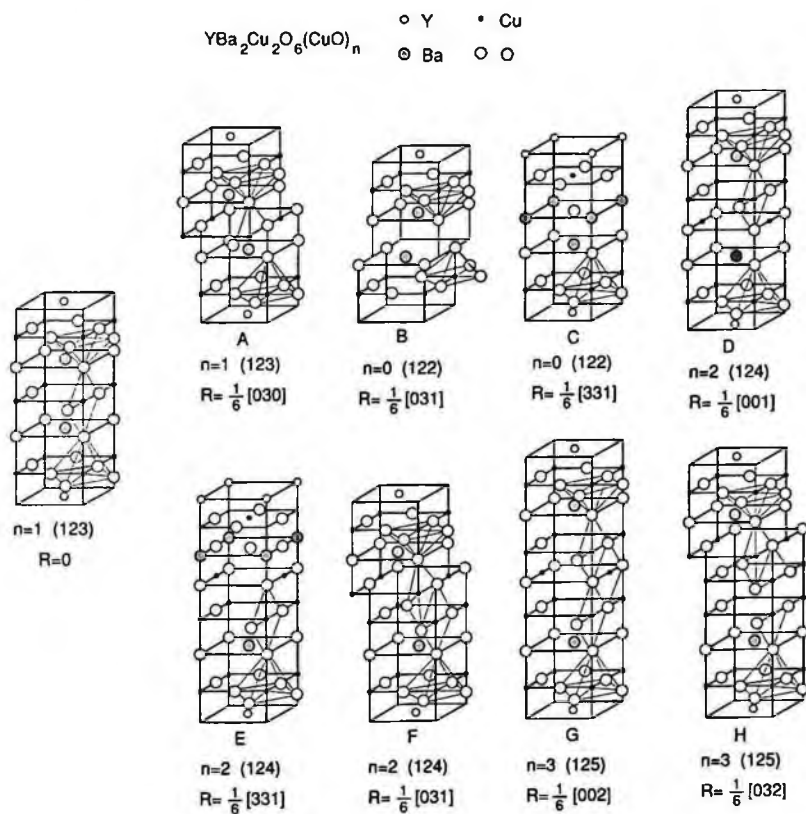 YBa₂Cu₂O₆(CuO)ₙ
Y
Cu
Ba
O
A
n=1 (123)
R= 1/6 [030]
B
n=0 (122)
R= 1/6 [031]
C
n=0 (122)
R= 1/6 [331]
D
n=2 (124)
R= 1/6 [001]
n=1 (123)
R=0
E
n=2 (124)
R= 1/6 [331]
F
n=2 (124)
R= 1/6 [031]
G
n=3 (125)
R= 1/6 [002]
H
n=3 (125)
R= 1/6 [032]